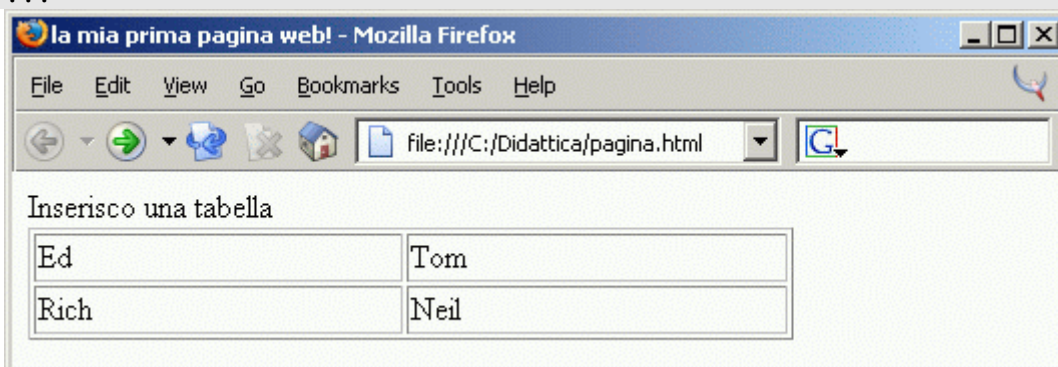 ...
la mia prima pagina web! - Mozilla Firefox
File Edit View Go Bookmarks Tools Help
file:///C:/Didattica/pagina.html G
Inserisco una tabella
Ed Tom
Rich Neil